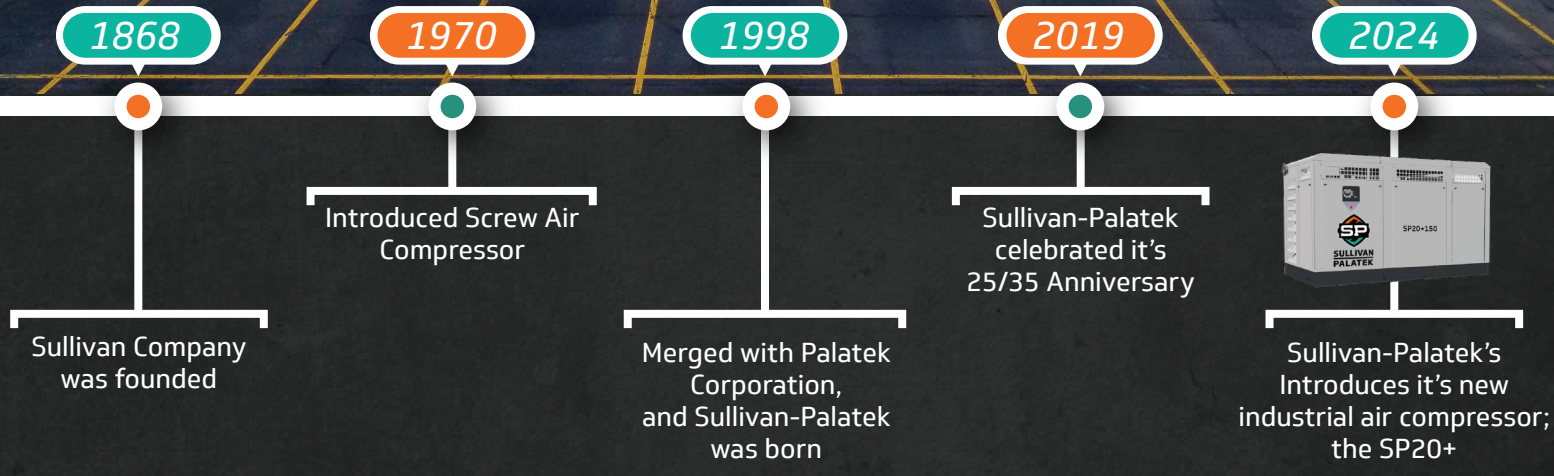 1868
Sullivan Company
was founded
1970
Introduced Screw Air
Compressor
1998
Merged with Palatek
Corporation,
and Sullivan-Palatek
was born
2019
Sullivan-Palatek
celebrated it’s
25/35 Anniversary
2024
SP
SULLIVAN
PALATEK
SP20+150
Sullivan-Palatek’s
Introduces it’s new
industrial air compressor;
the SP20+